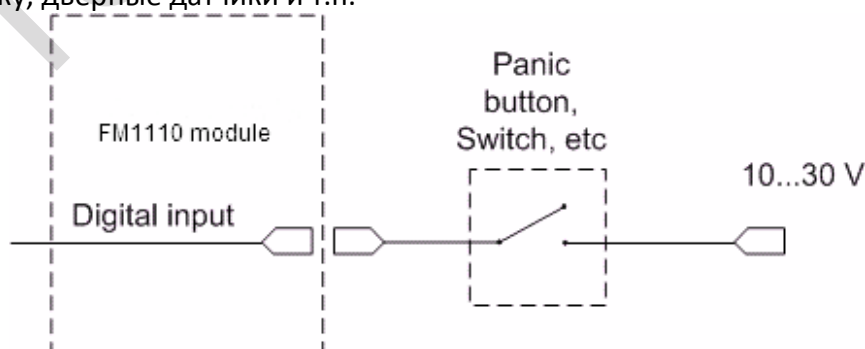 дверные датчики и т.п.
Panic
button,
Switch, etc
FM1110 module
10...30 V
Digital input